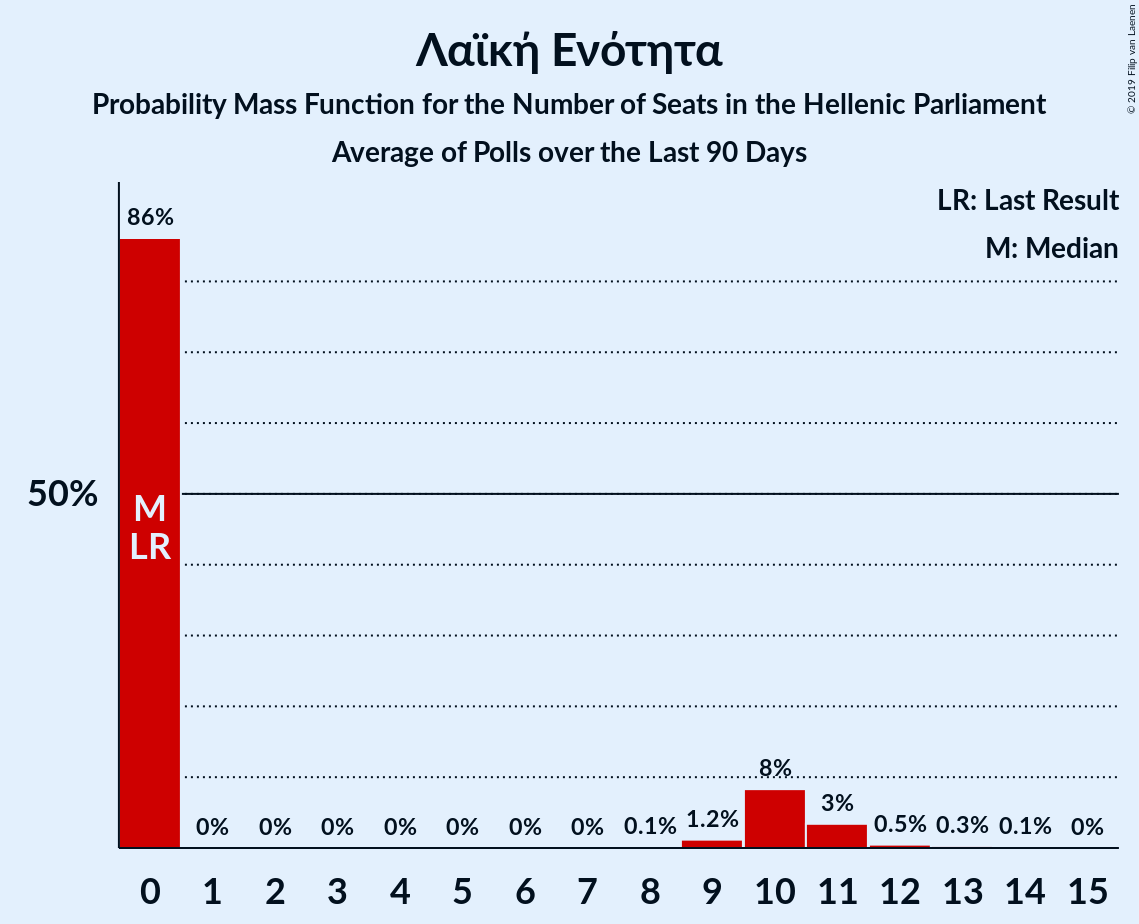 Λαϊκή Ενότητα
Probability Mass Function for the Number of Seats in the Hellenic Parliament
Average of Polls over the Last 90 Days
© 2019 Filip van Laenen
LR: Last Result
M: Median
86%
50%
M
LR
0% 0% 0% 0% 0% 0% 0% 0.1% 1.2% 8% 3% 0.5% 0.3% 0.1% 0%
0 1 2 3 4 5 6 7 8 9 10 11 12 13 14 15